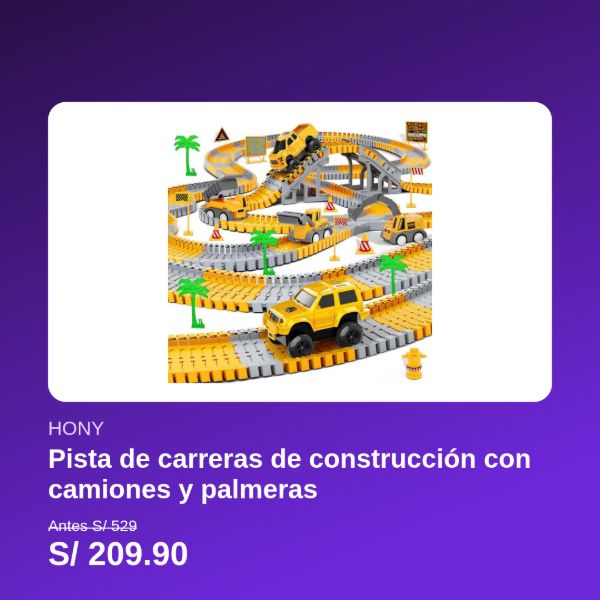 HONY
Pista de carreras de construcción con
camiones y palmeras
Antes S/ 529
S/ 209.90